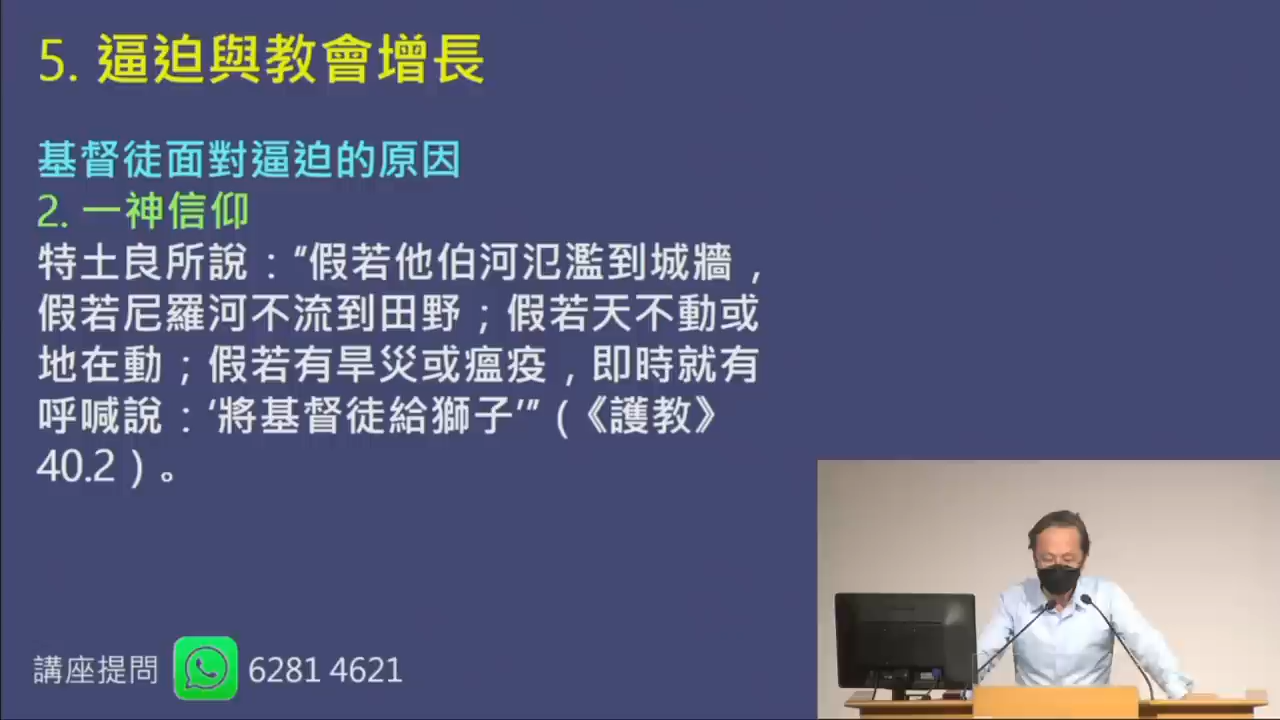 5. 逼迫與教會增長
基督徒面對逼迫的原因
2. 一神信仰
特土良所說：“假若他伯河氾濫到城牆，
假若尼羅河不流到田野；假若天不動或
地在動；假若有旱災或瘟疫，即時就有
呼喊說：‘將基督徒給獅子’” (《護教》
40.2 ) 。
講座提問 6281 4621